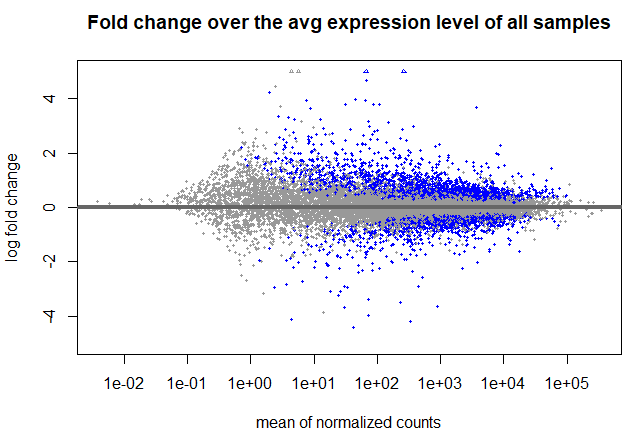 Fold change over the avg expression level of all samples
log fold change
4
2
0
-2
-4
1e-02 1e-01 1e+00 1e+01 1e+02 1e+03 1e+04 1e+05
mean of normalized counts